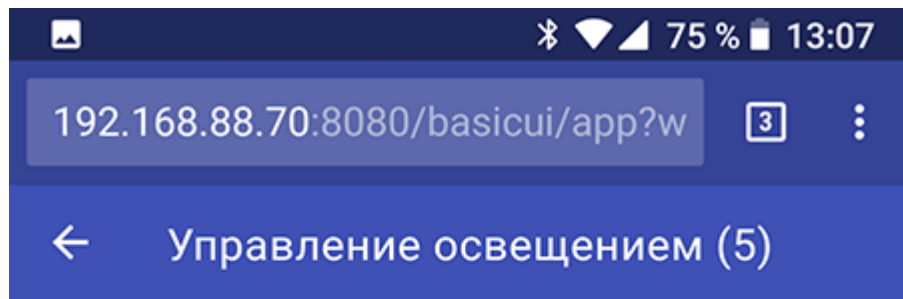 75 % 13:07
192.168.88.70:8080/basicui/app?w 3
Управление освещением (5)